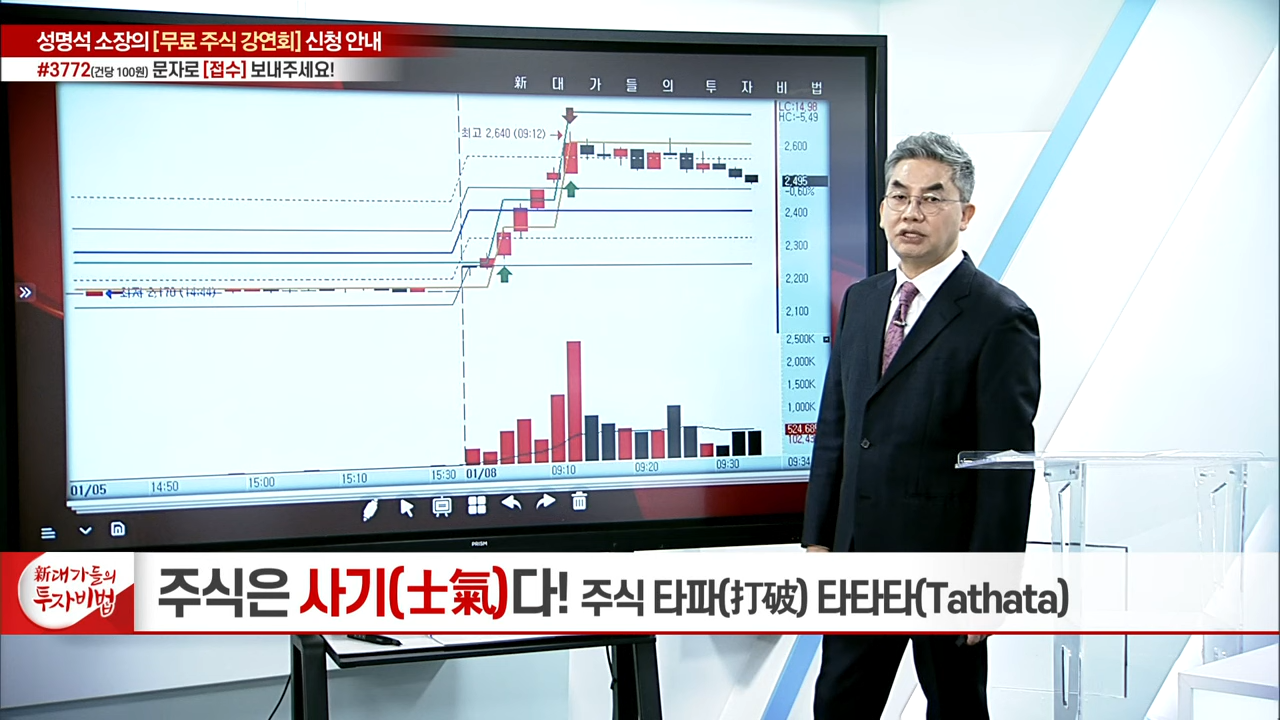 성명석 소장의 [무료 주식 강연회] 신청 안내
#3772(건당 100원) 문자로 [접수] 보내주세요!
新 대 가 들 의 투 자 비 법
LC:14,98
HC:-5,49
최고 2,640 (09:12)
2,600
2,495
-0,60%
2,400
2,300
2,200
최저 2,170 (14:44)
2,100
2,500K
2,000K
1,500K
1,000K
524,685
102,43
01/05 14:50 15:00 15:10 15:30 01/08 09:10 09:20 09:30 09:34
PRISM
新대가들의
투자비법
주식은 사기(士氣)다! 주식 타파(打破) 타타타(Tathata)